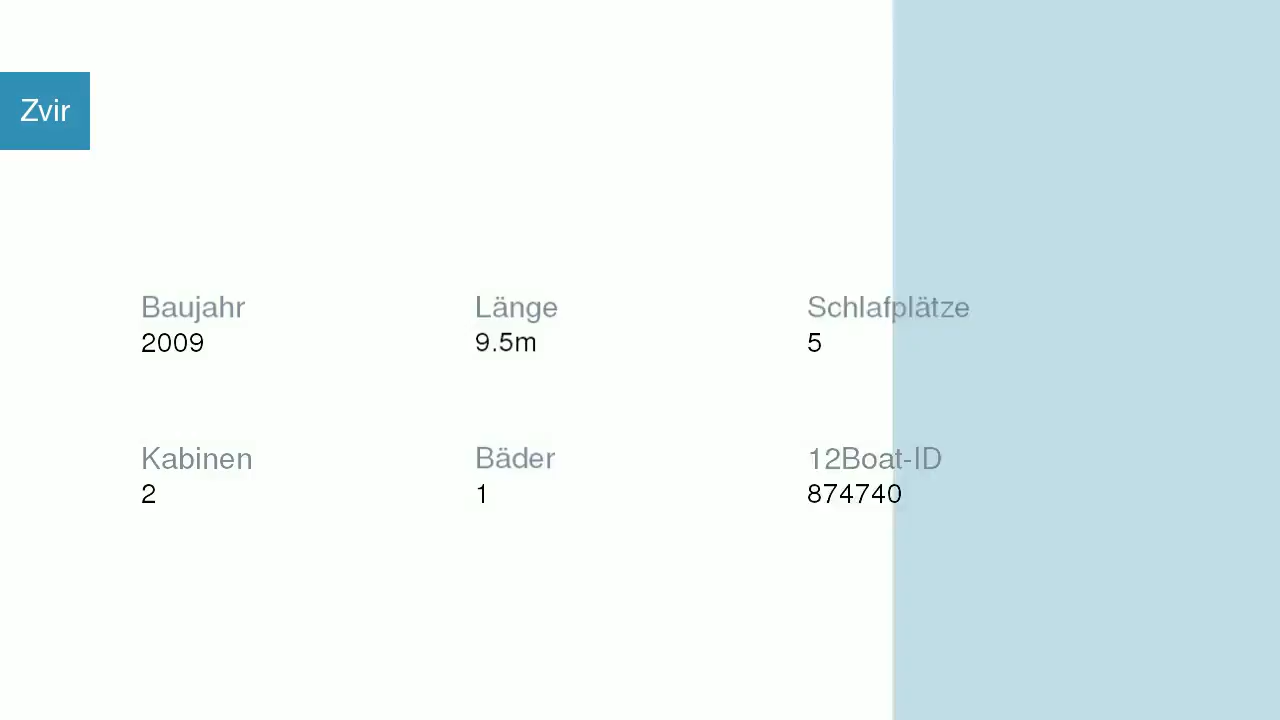 Zvir
Baujahr
2009
Länge
9.5m
Schlafplätze
5
Kabinen
2
Bäder
1
12Boat-ID
874740